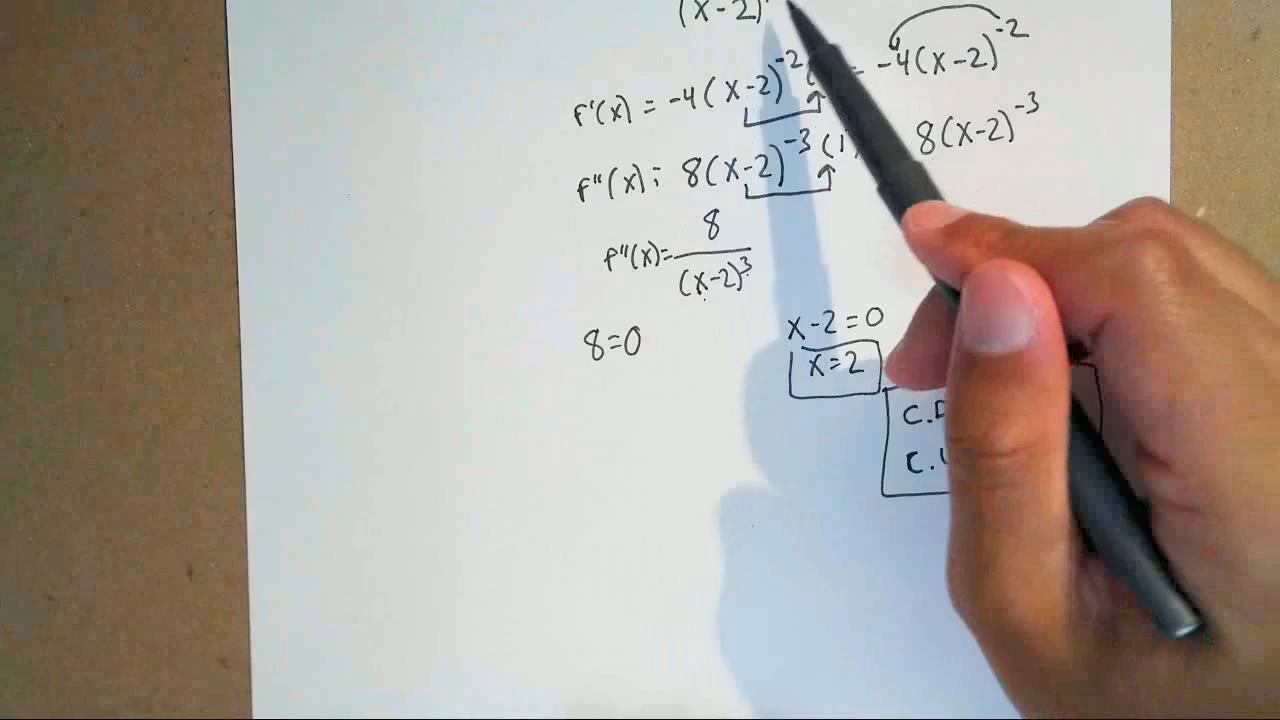 (x-2)
f'(x) = -4(x-2)^-2 = -4(x-2)^-2
f''(x) = 8(x-2)^-3 (1) 8(x-2)^-3
f''(x) = 8/(x-2)^3
8=0
x-2=0
x=2
C.D
C.U